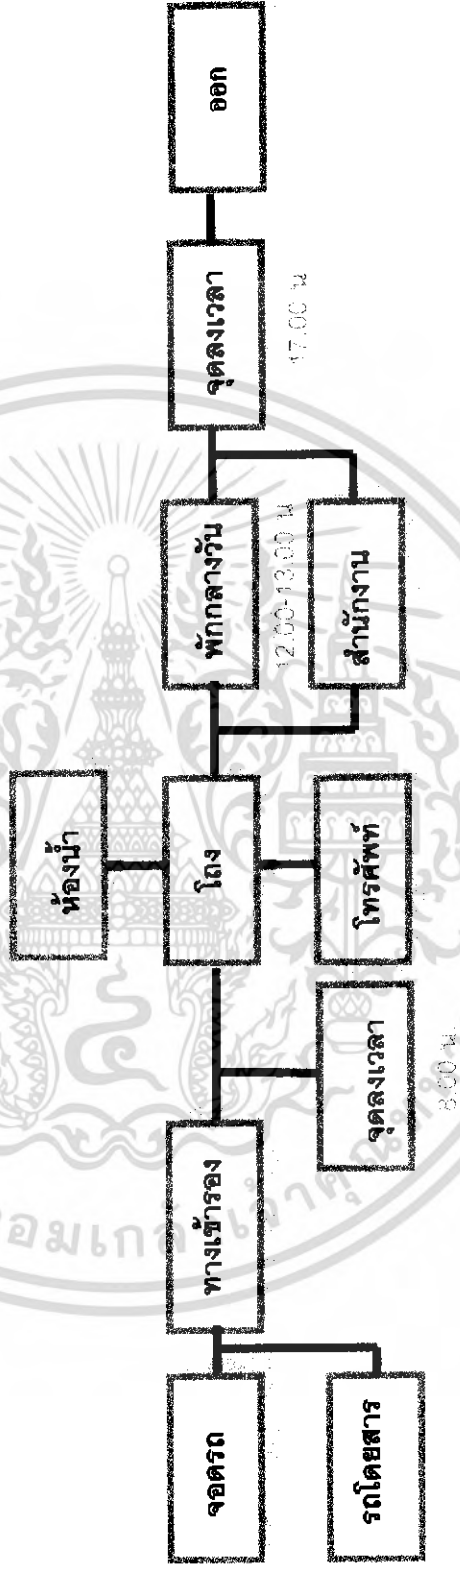 จอดรถ
รถโดยสาร
ทางเข้ารอง
จุดลงเวลา
8.00 น.
ห้องน้ำ
โถง
โทรศัพท์
พักกลางวัน
12.00-13.00 น
สำนักงาน
จุดลงเวลา
17.00 น
ออก